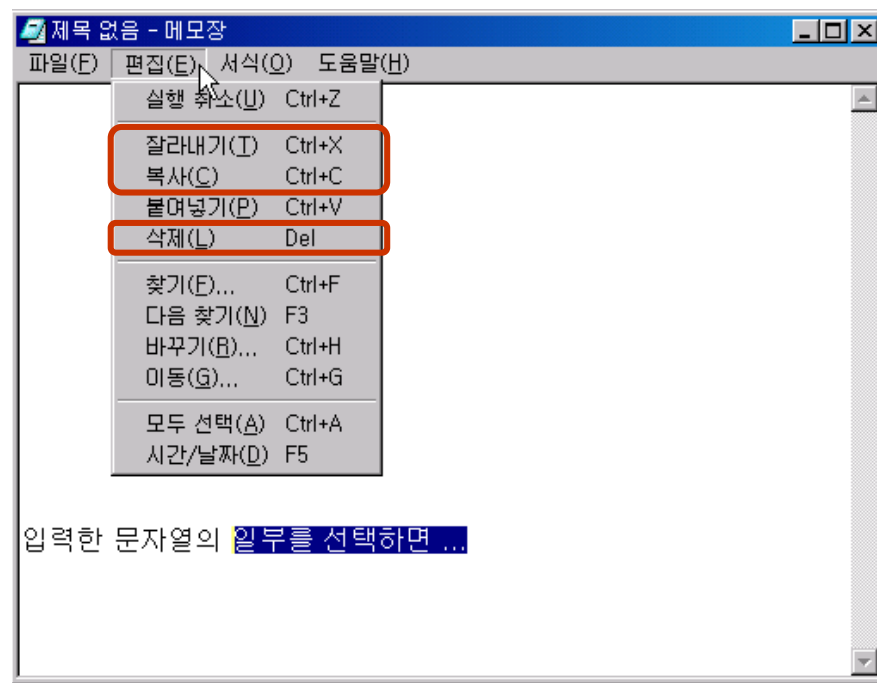 제목 없음 - 메모장
파일(F) 편집(E) 서식(O) 도움말(H)
실행 취소(U) Ctrl+Z
잘라내기(T) Ctrl+X
복사(C) Ctrl+C
붙여넣기(P) Ctrl+V
삭제(L) Del
찾기(F)... Ctrl+F
다음 찾기(N) F3
바꾸기(R)... Ctrl+H
이동(G)... Ctrl+G
모두 선택(A) Ctrl+A
시간/날짜(D) F5
입력한 문자열의 일부를 선택하면 ...